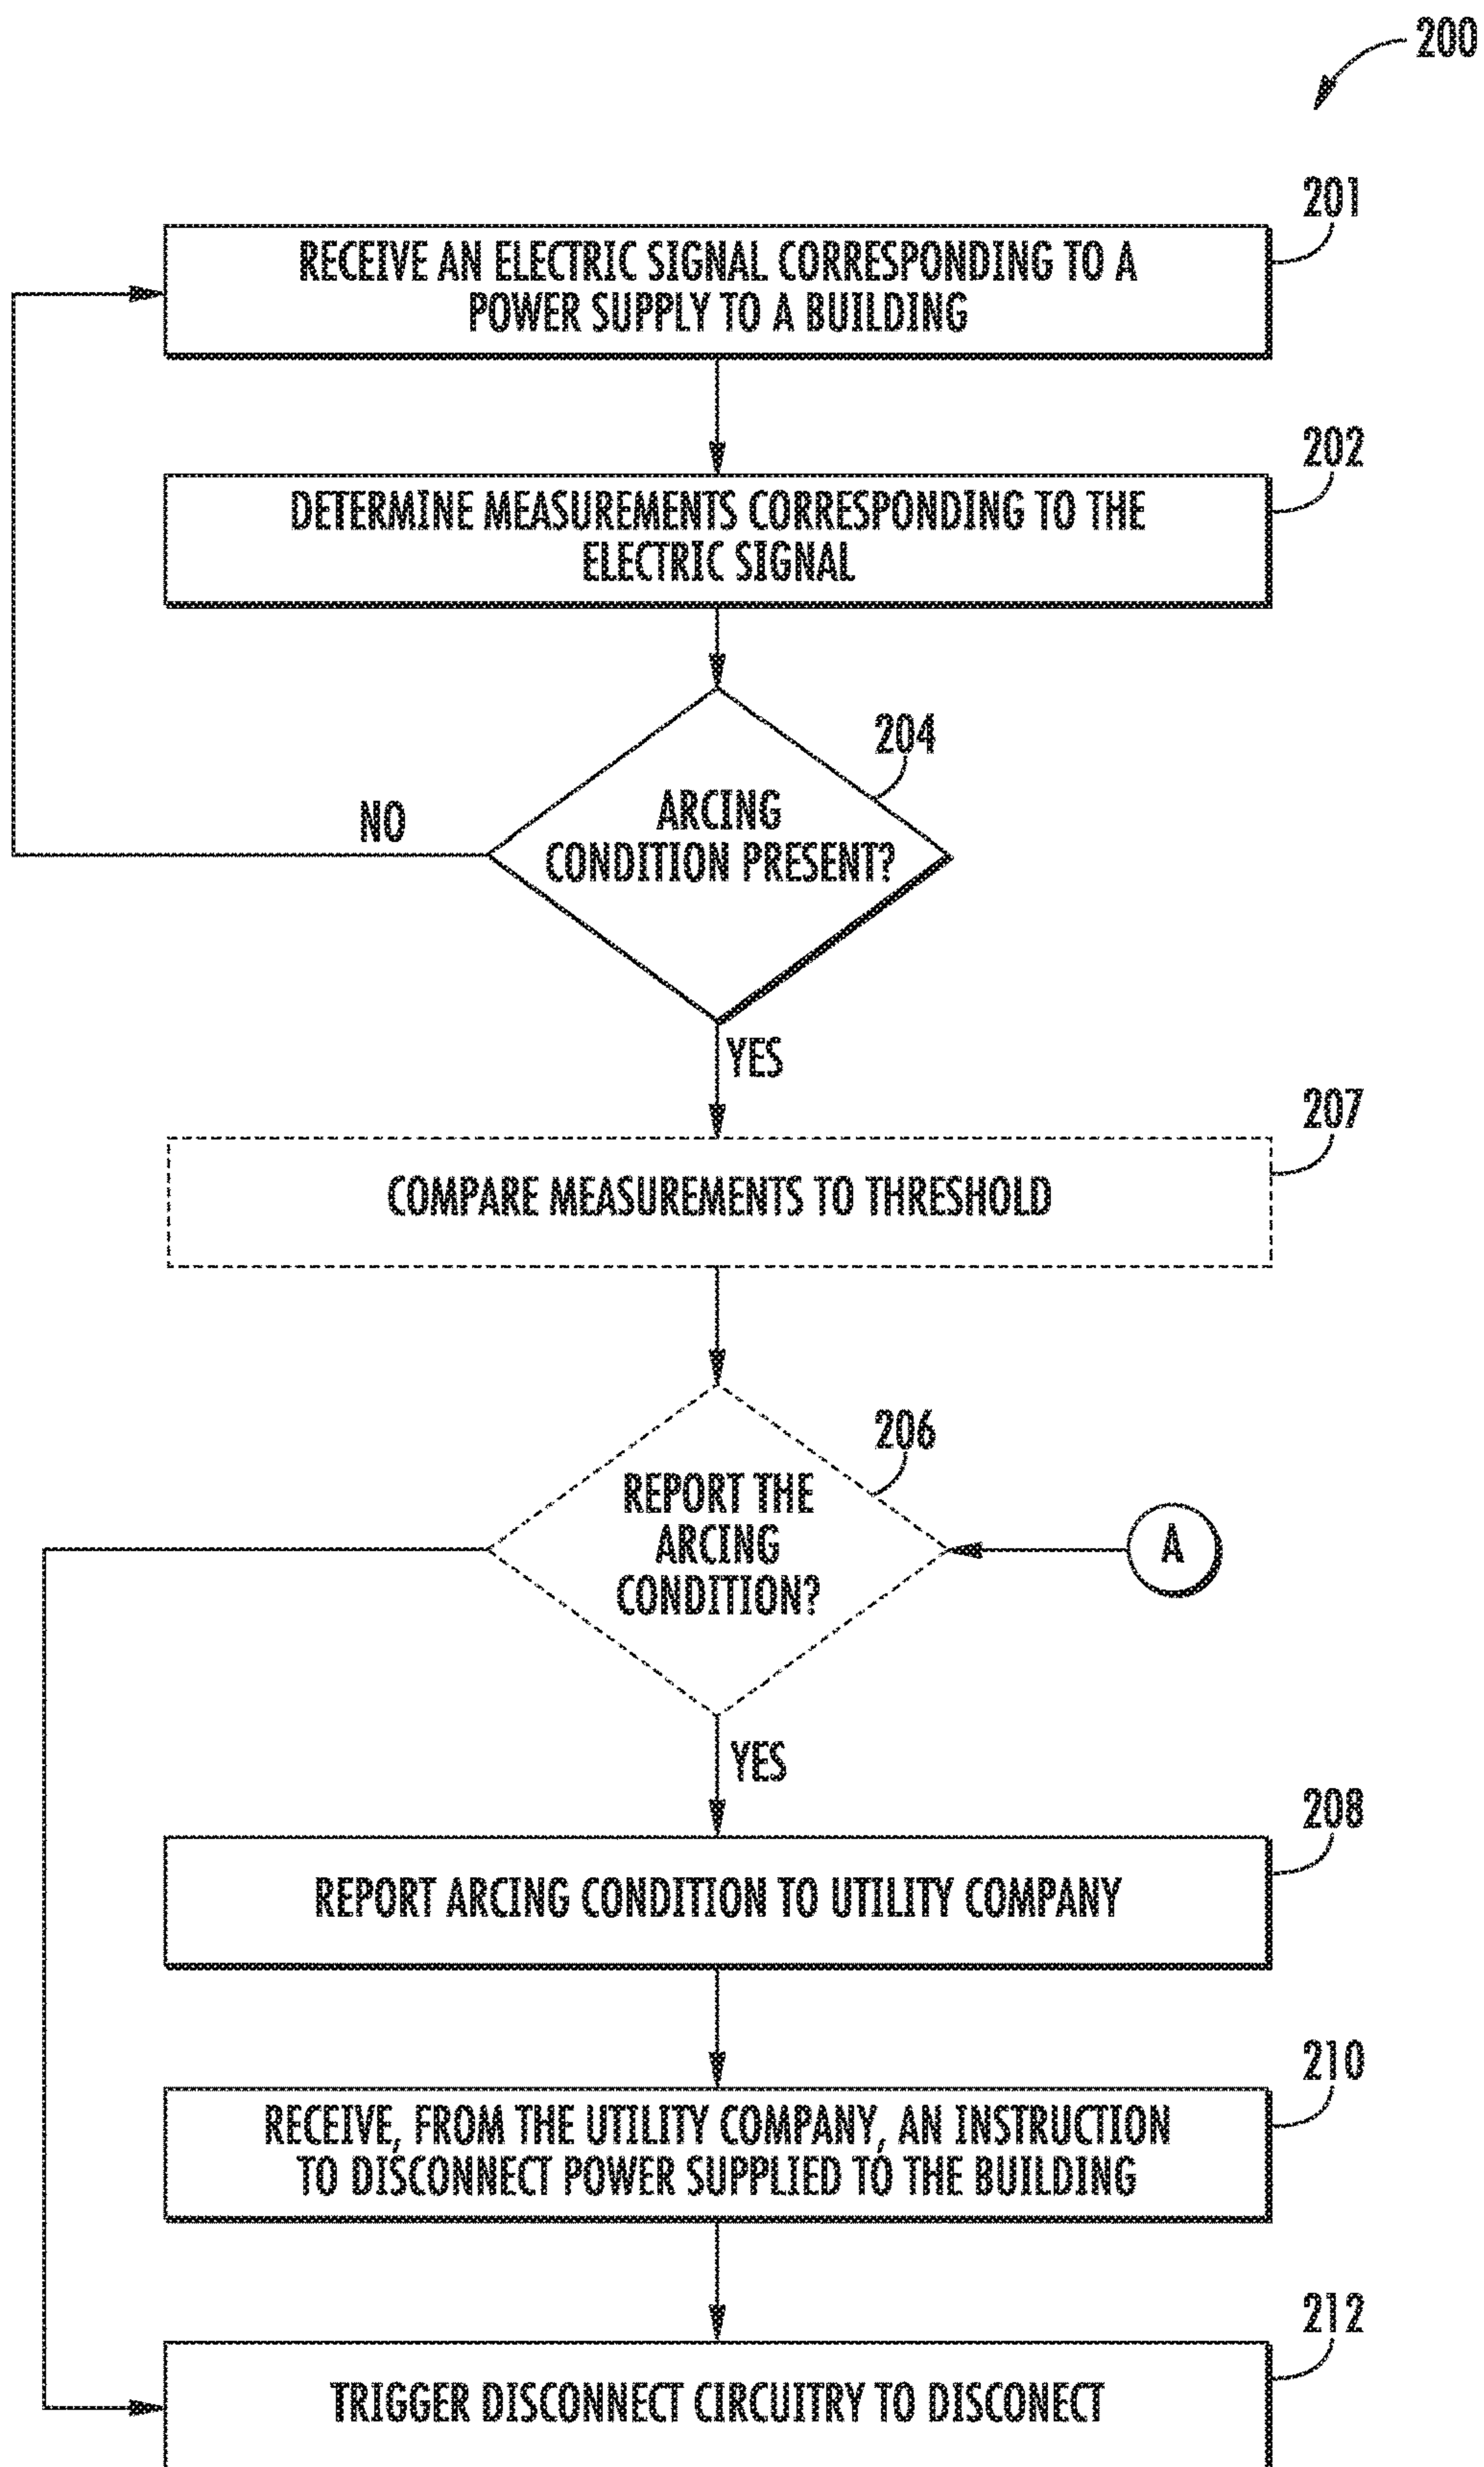 200
201
RECEIVE AN ELECTRIC SIGNAL CORRESPONDING TO A
POWER SUPPLY TO A BUILDING
202
DETERMINE MEASUREMENTS CORRESPONDING TO THE
ELECTRIC SIGNAL
204
ARCING
CONDITION PRESENT?
NO
YES
207
COMPARE MEASUREMENTS TO THRESHOLD
206
REPORT THE
ARCING
CONDITION?
A
YES
208
REPORT ARCING CONDITION TO UTILITY COMPANY
210
RECEIVE, FROM THE UTILITY COMPANY, AN INSTRUCTION
TO DISCONNECT POWER SUPPLIED TO THE BUILDING
212
TRIGGER DISCONNECT CIRCUITRY TO DISCONECT